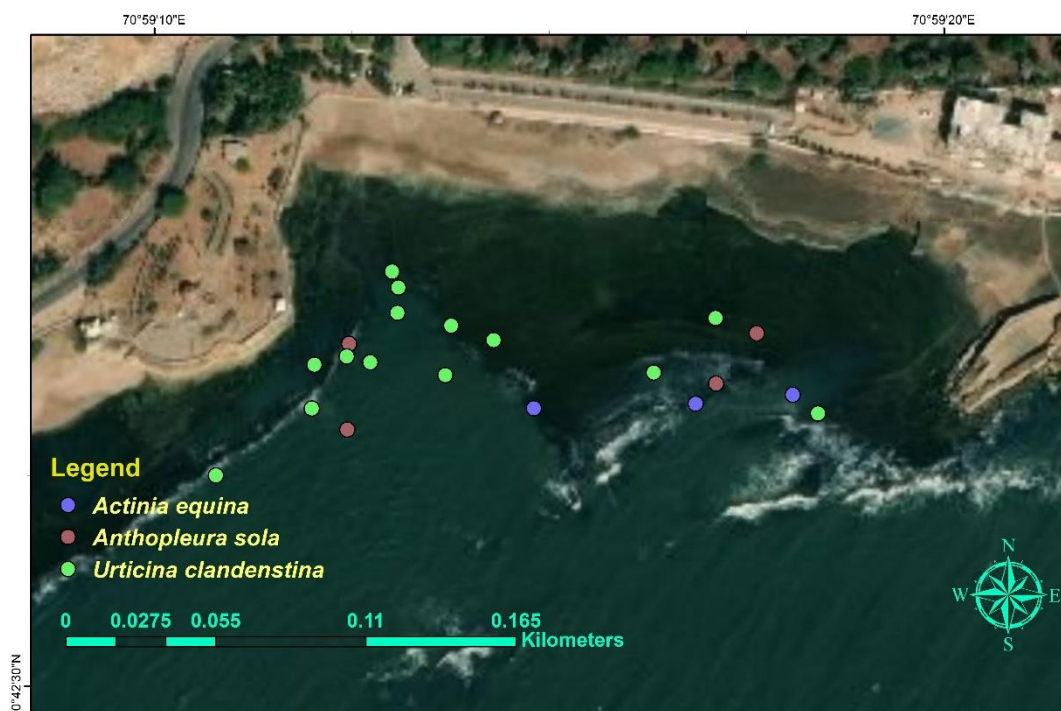 70°59'10"E 70°59'20"E
Legend
Actinia equina
Anthopleura sola
Urticina clandenstina
0 0.0275 0.055 0.11 0.165
Kilometers
N
W E
S
0°42'30"N